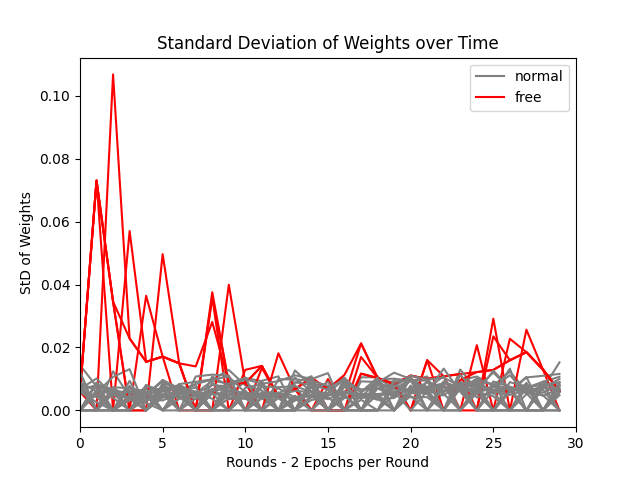 Standard Deviation of Weights over Time
normal
free
0.10
0.08
0.06
0.04
0.02
0.00
StD of Weights
0 5 10 15 20 25 30
Rounds - 2 Epochs per Round